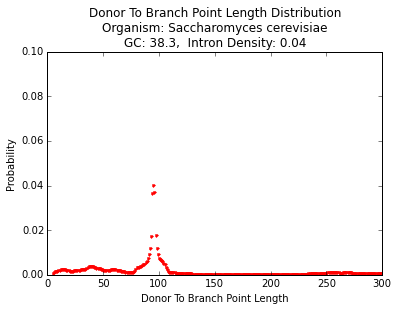 Donor To Branch Point Length Distribution
Organism: Saccharomyces cerevisiae
GC: 38.3,  Intron Density: 0.04
0.10
0.08
0.06
0.04
0.02
0.00
Probability
0 50 100 150 200 250 300
Donor To Branch Point Length